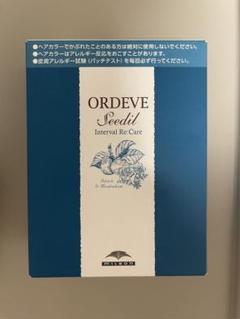 ●ヘアカラーでかぶれたことのある方は絶対に使用しないでください。
●ヘアカラーはアレルギー反応をおこすことがあります。
●皮膚アレルギー試験（パッチテスト）を毎回必ず行ってください。
ORDEVE
Seedil
Interval Re:Care
MILBON